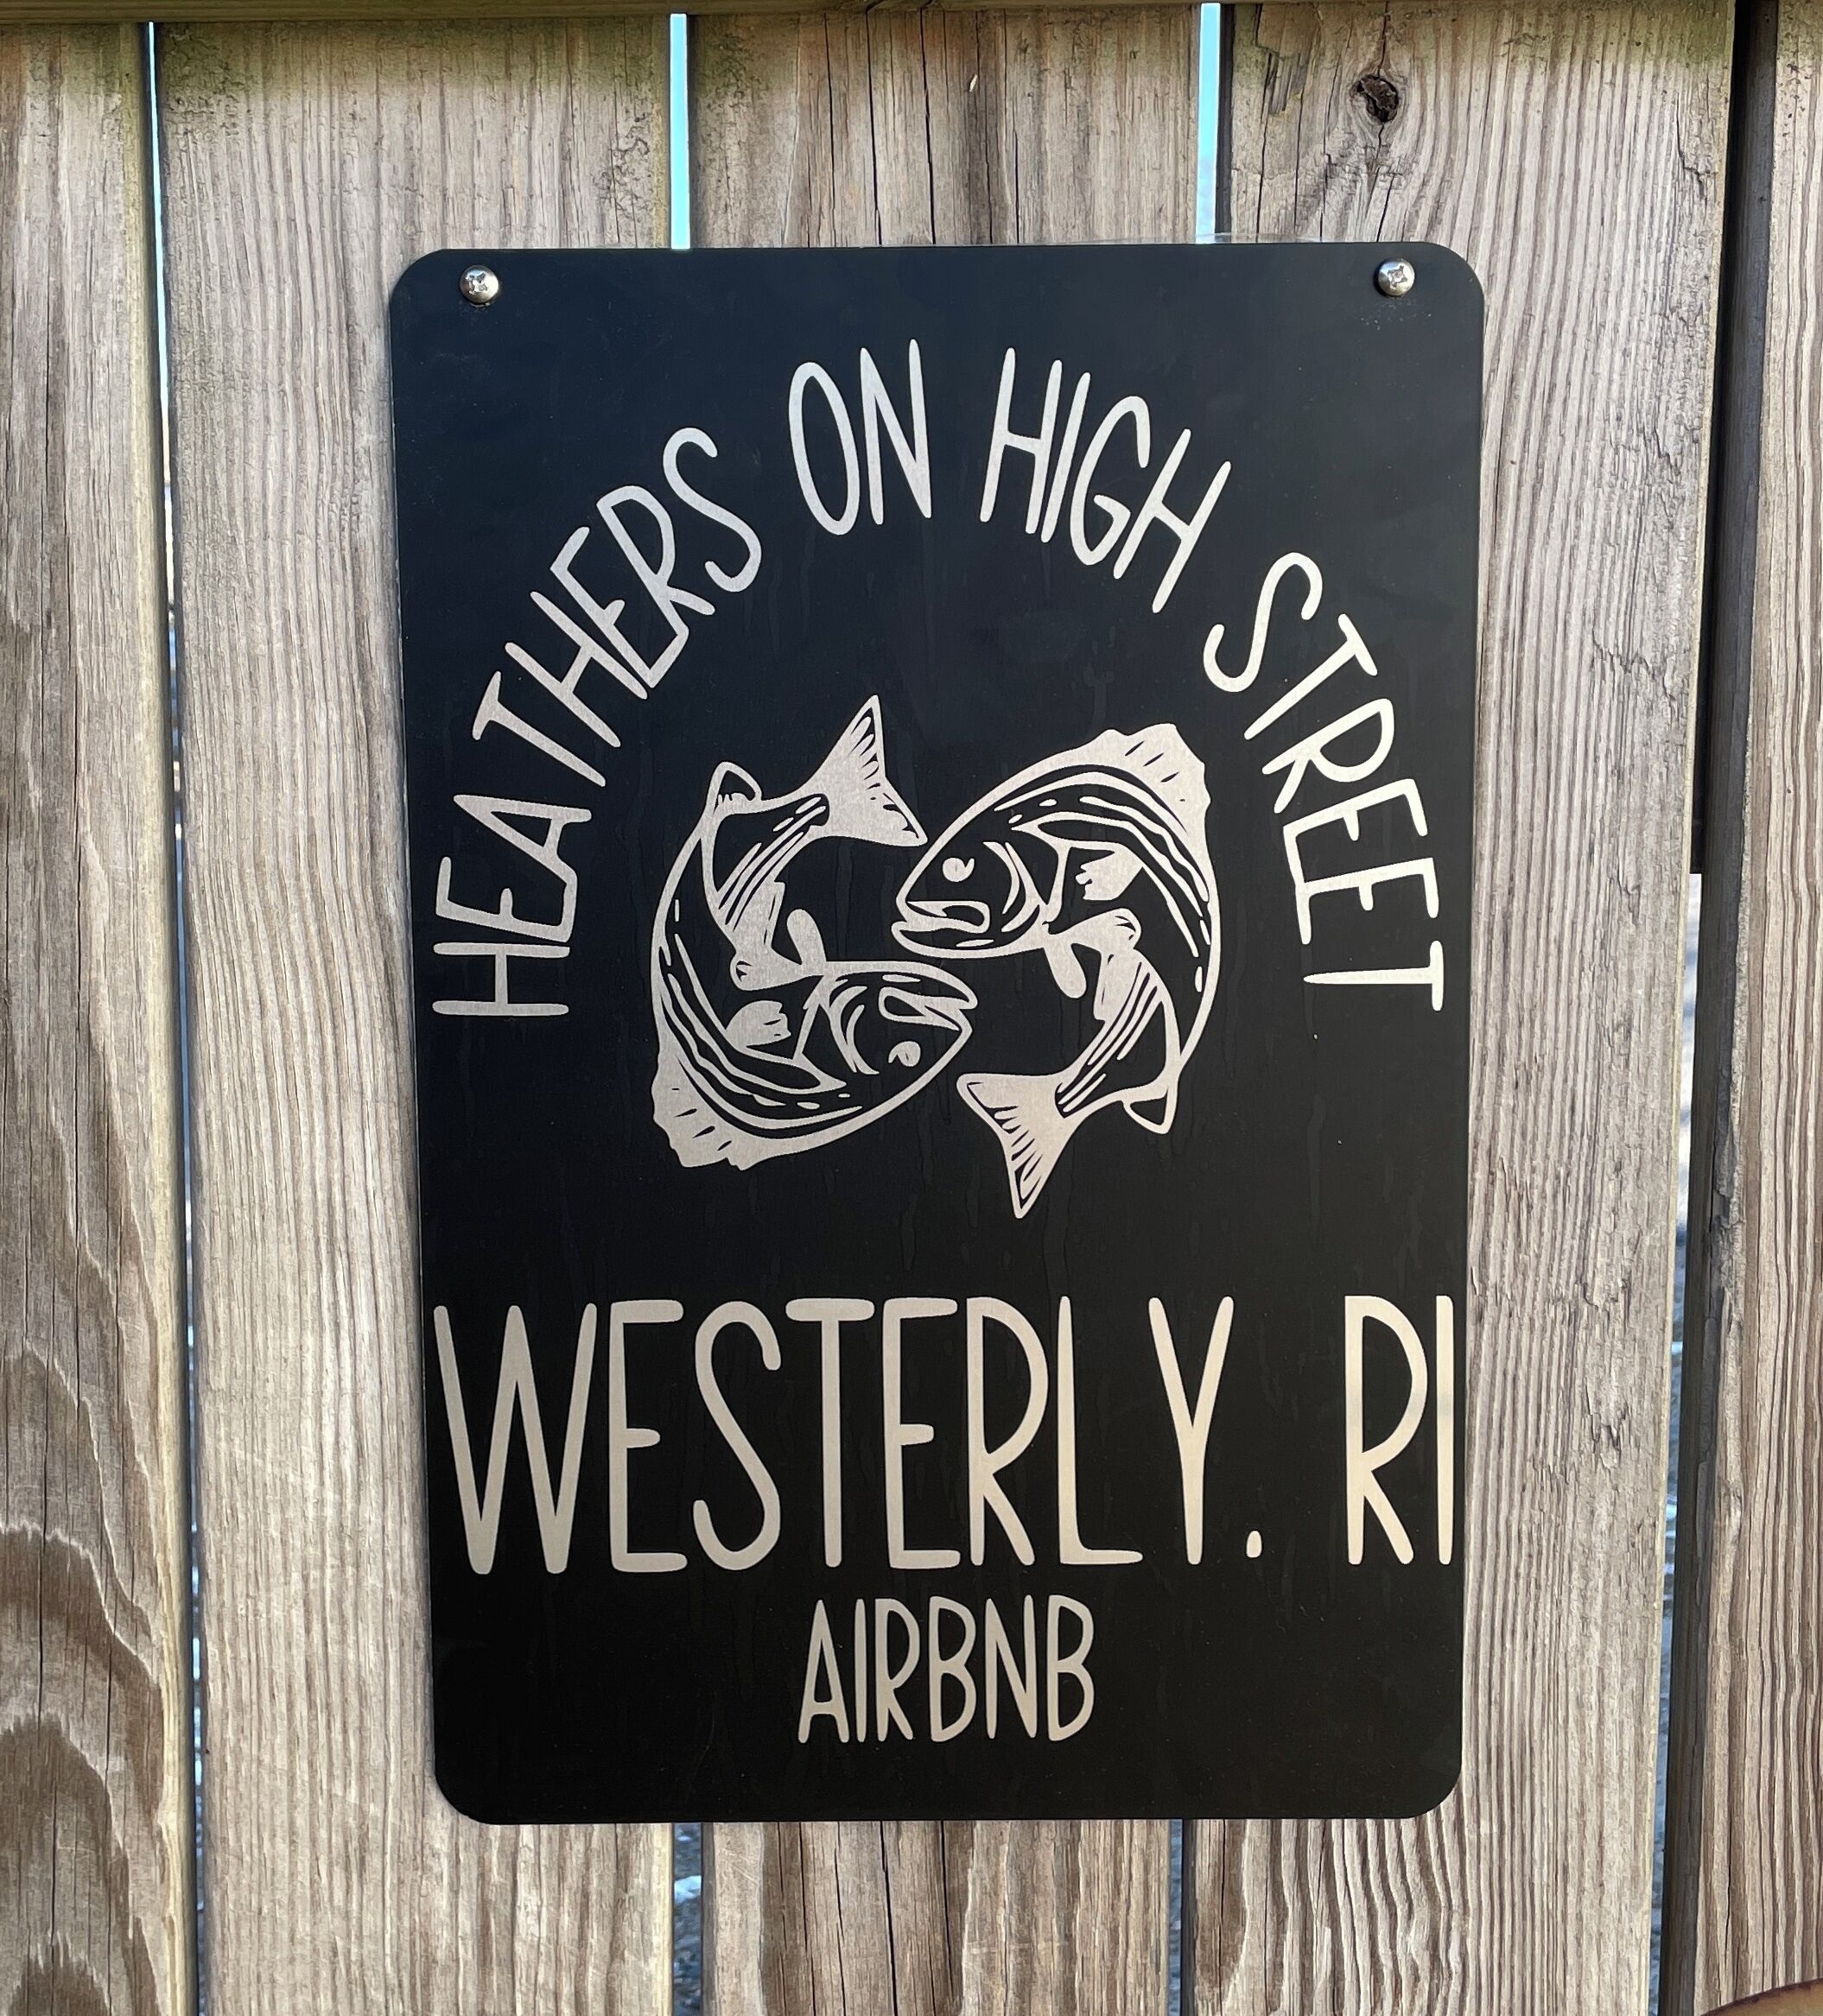 HEATHERS ON HIGH STREET
WESTERLY. RI
AIRBNB